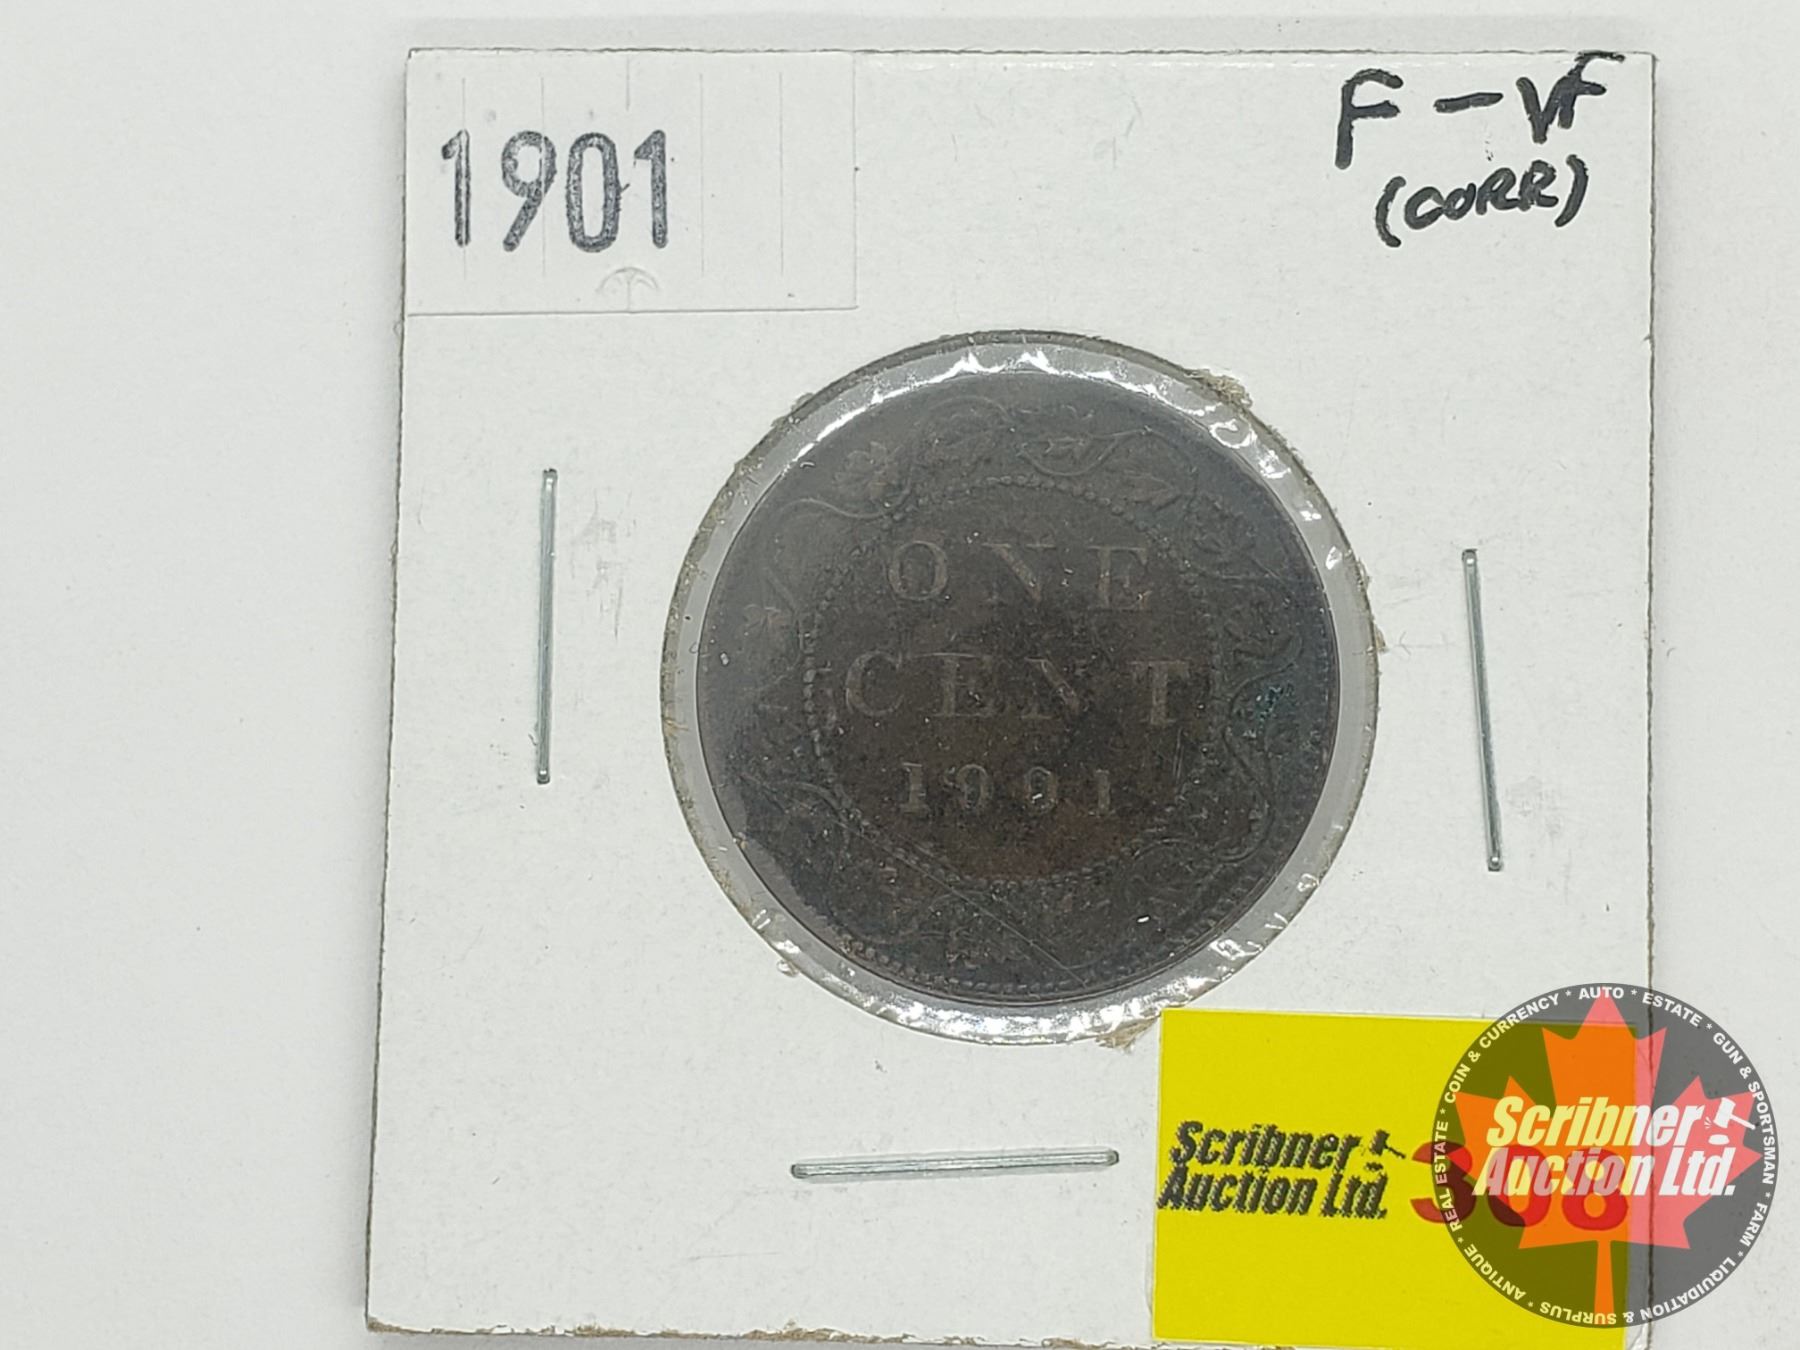 1901
F - VF
(CORR)
ONE
CENT
1901
Scribner
Auction Ltd.
308
Scribner
Auction Ltd.
* COIN & CURRENCY * AUTO * ESTATE * GUN & SPORTSMAN * FARM * LIQUIDATION & SURPLUS * ANTIQUE * REAL ESTATE